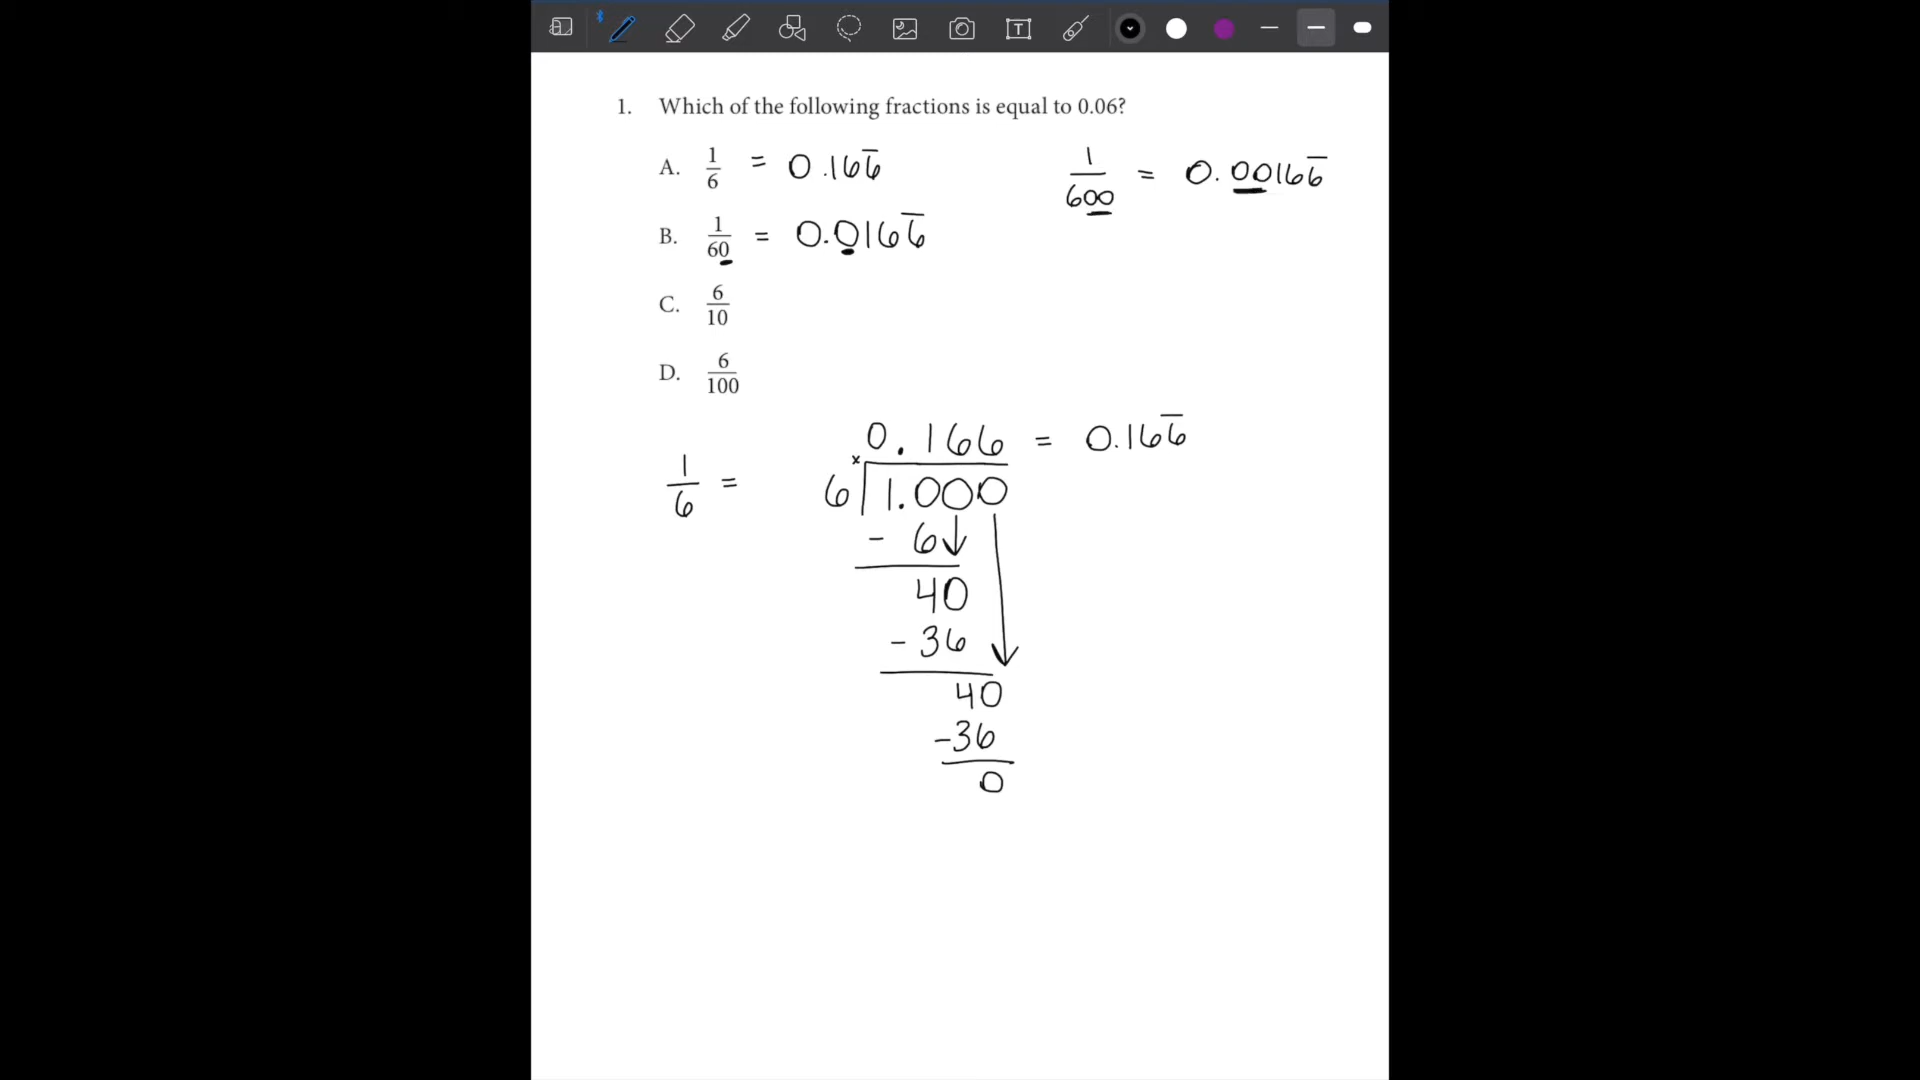 1. Which of the following fractions is equal to 0.06?
A. 1/6 = 0.166̅
1/600 = 0.00166̅
B. 1/60 = 0.0166̅
C. 6/10
D. 6/100
0.166 = 0.166̅
1/6 =
6 1.000
- 6
40
- 36
40
-36
0